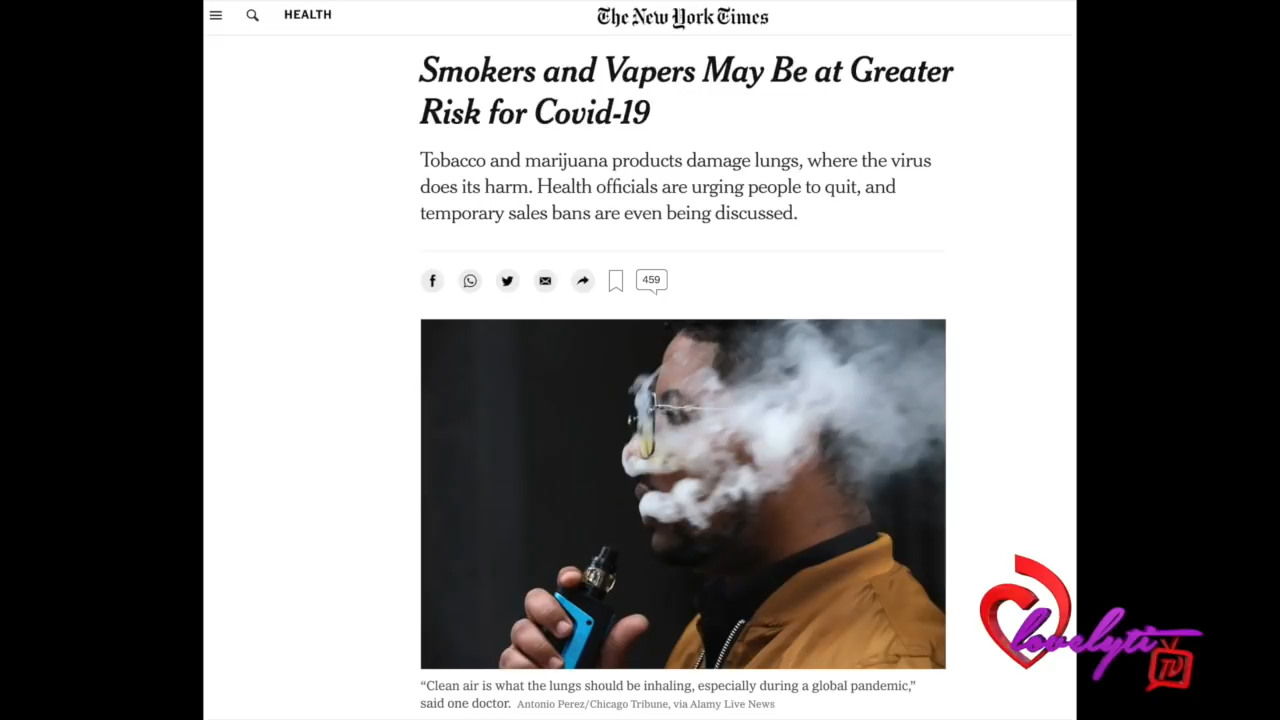 HEALTH
The New York Times
Smokers and Vapers May Be at Greater
Risk for Covid-19
Tobacco and marijuana products damage lungs, where the virus
does its harm. Health officials are urging people to quit, and
temporary sales bans are even being discussed.
459
“Clean air is what the lungs should be inhaling, especially during a global pandemic,”
said one doctor. Antonio Perez/Chicago Tribune, via Alamy Live News
lovelyti
TV